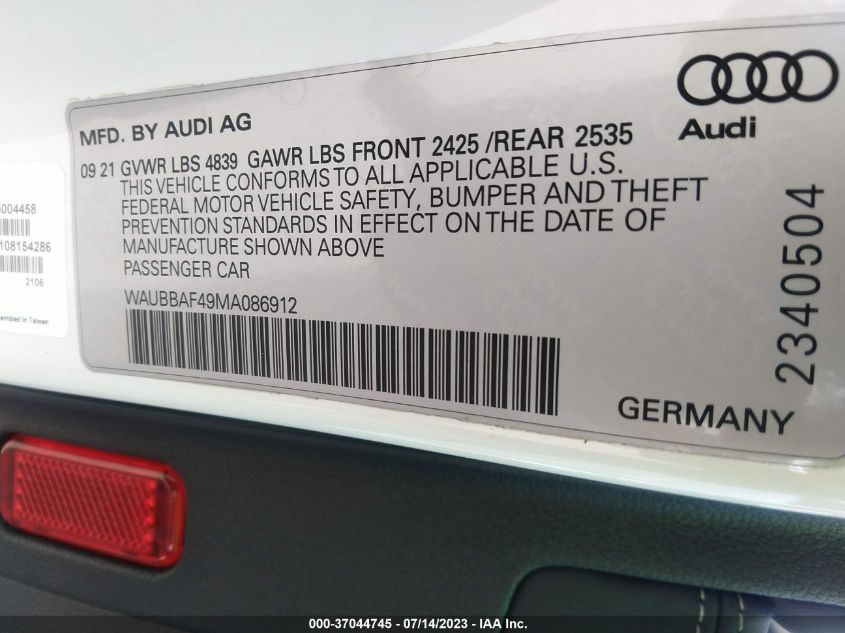 MFD. BY AUDI AG
09 21 GVWR LBS 4839 GAWR LBS FRONT 2425 /REAR 2535
THIS VEHICLE CONFORMS TO ALL APPLICABLE U.S.
FEDERAL MOTOR VEHICLE SAFETY, BUMPER AND THEFT
PREVENTION STANDARDS IN EFFECT ON THE DATE OF
MANUFACTURE SHOWN ABOVE
PASSENGER CAR
WAUBBAF49MA086912
GERMANY
Audi
2340504
004458
108154286
2106
embled in Taiwan
000-37044745 / 07/14/2023 - © IAA Inc.